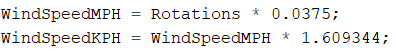 WindSpeedMPH = Rotations * 0.0375;
WindSpeedKPH = WindSpeedMPH * 1.609344;